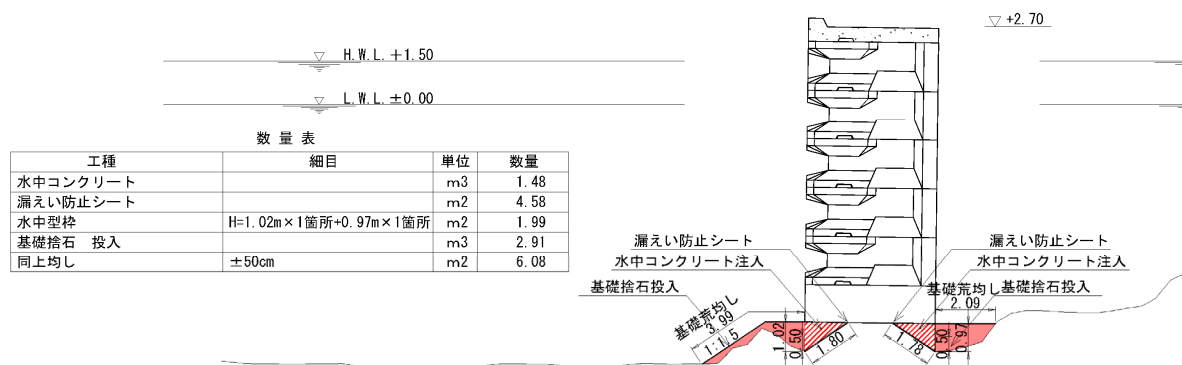 ▽ +2.70
▽ H.W.L.+1.50
▽ L.W.L.±0.00
数量表
工種 細目 単位 数量
水中コンクリート m3 1.48
漏えい防止シート m2 4.58
水中型枠 H=1.02m×1箇所+0.97m×1箇所 m2 1.99
基礎捨石 投入 m3 2.91
同上均し ±50cm m2 6.08
漏えい防止シート
水中コンクリート注入
基礎捨石投入
漏えい防止シート
水中コンクリート注入
基礎荒均し
基礎捨石投入
2.09
基礎荒均し
3.99
1:1.5
1.02
0.50
1.80
1.78
0.50
0.97